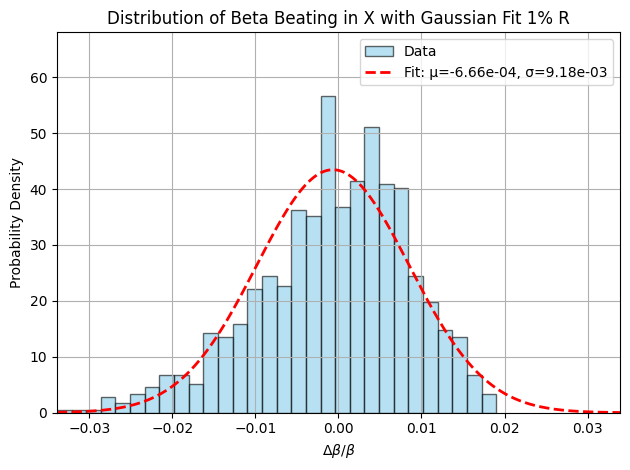 Distribution of Beta Beating in X with Gaussian Fit 1% R
Data
Fit: μ=-6.66e-04, σ=9.18e-03
Probability Density
60
50
40
30
20
10
0
−0.03 −0.02 −0.01 0.00 0.01 0.02 0.03
Δβ/β